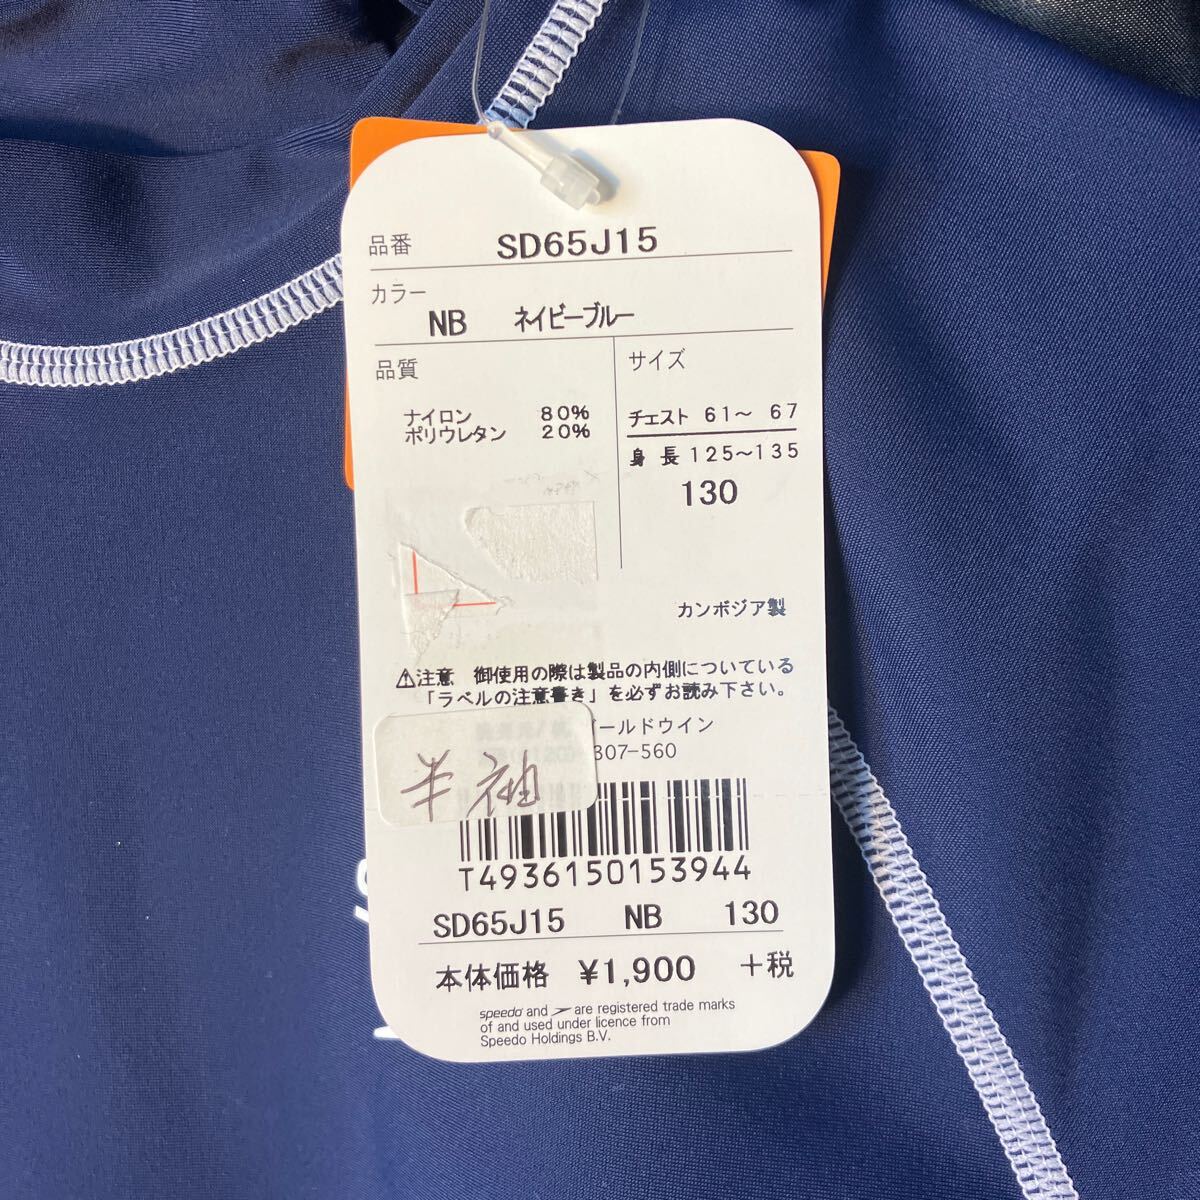 品番 SD65J15
カラー
NB ネイビーブルー
品質
ナイロン 80%
ポリウレタン 20%
サイズ
チェスト 61〜 67
身 長 125〜135
130
カンボジア製
⚠注意 御使用の際は製品の内側についている
「ラベルの注意書き」を必ずお読み下さい。
ールドウイン
307-560
半袖
T4936150153944
SD65J15 NB 130
本体価格 ¥1,900 +税
speedo and are registered trade marks
of and used under licence from
Speedo Holdings B.V.